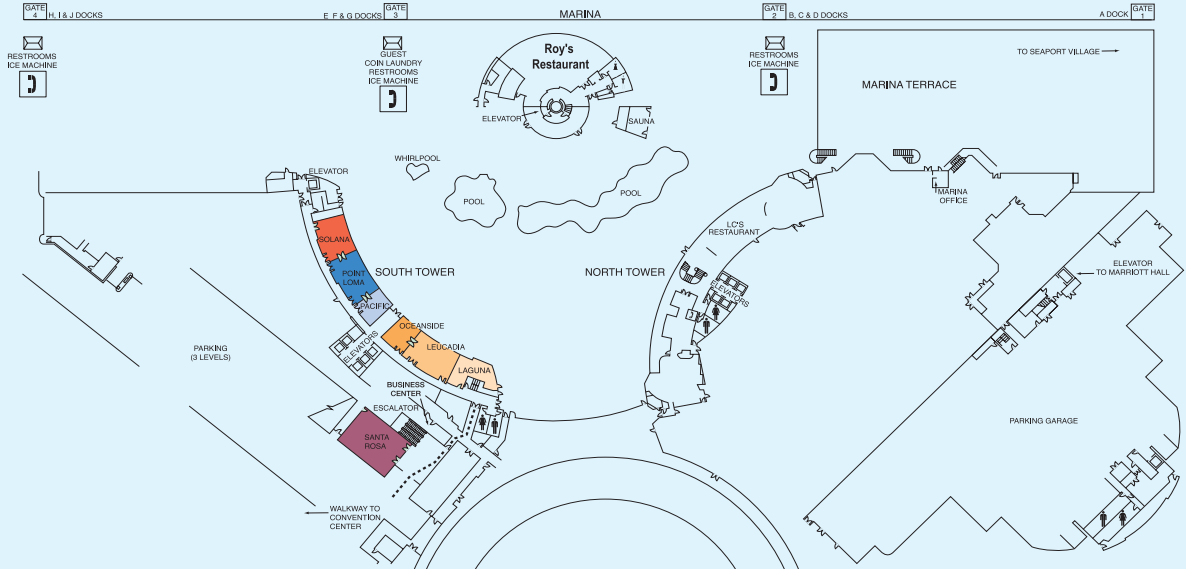 GATE
4
H, I & J DOCKS
E F & G DOCKS
GATE
3
MARINA
GATE
2
B, C & D DOCKS
A DOCK
GATE
1
RESTROOMS
ICE MACHINE
GUEST
COIN LAUNDRY
RESTROOMS
ICE MACHINE
Roy's
Restaurant
RESTROOMS
ICE MACHINE
TO SEAPORT VILLAGE
MARINA TERRACE
ELEVATOR
SAUNA
WHIRLPOOL
ELEVATOR
POOL
POOL
MARINA
OFFICE
LC'S
RESTAURANT
SOLANA
SOUTH TOWER
NORTH TOWER
POINT
LOMA
ELEVATOR
TO MARRIOTT HALL
ELEVATORS
PACIFIC
OCEANSIDE
ELEVATORS
LEUCADIA
PARKING
(3 LEVELS)
LAGUNA
BUSINESS
CENTER
ESCALATOR
PARKING GARAGE
SANTA
ROSA
WALKWAY TO
CONVENTION
CENTER